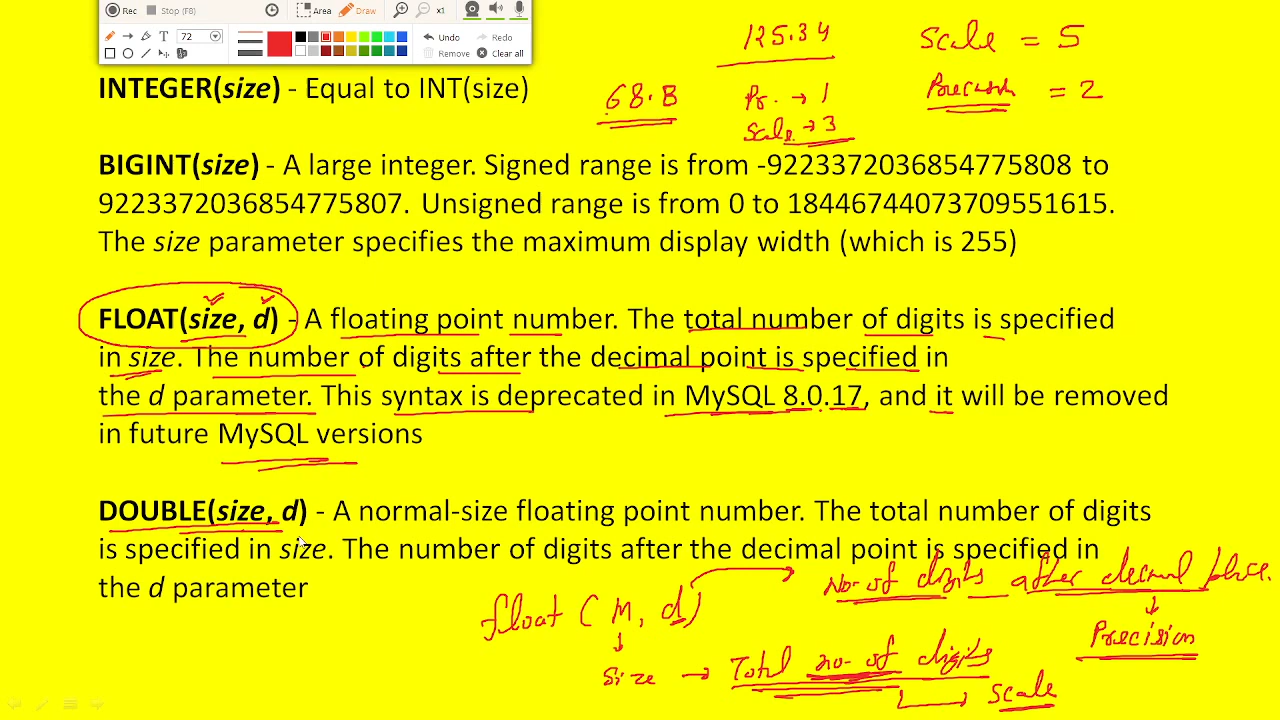 Rec
Stop (F8)
Area
Draw
x1
T
72
Undo
Redo
Remove
Clear all
125.34
Scale = 5
68.
Pr. → 1
Precision = 2
Scale → 3
INTEGER(size) - Equal to INT(size)
BIGINT(size) - A large integer. Signed range is from -9223372036854775808 to
9223372036854775807. Unsigned range is from 0 to 18446744073709551615.
The size parameter specifies the maximum display width (which is 255)
FLOAT(size, d) - A floating point number. The total number of digits is specified
in size. The number of digits after the decimal point is specified in
the d parameter. This syntax is deprecated in MySQL 8.0.17, and it will be removed
in future MySQL versions
DOUBLE(size, d) - A normal-size floating point number. The total number of digits
is specified in size. The number of digits after the decimal point is specified in
the d parameter
float (M, d)
No. of digits after decimal place.
Precision
Size → Total no. of digits
Scale